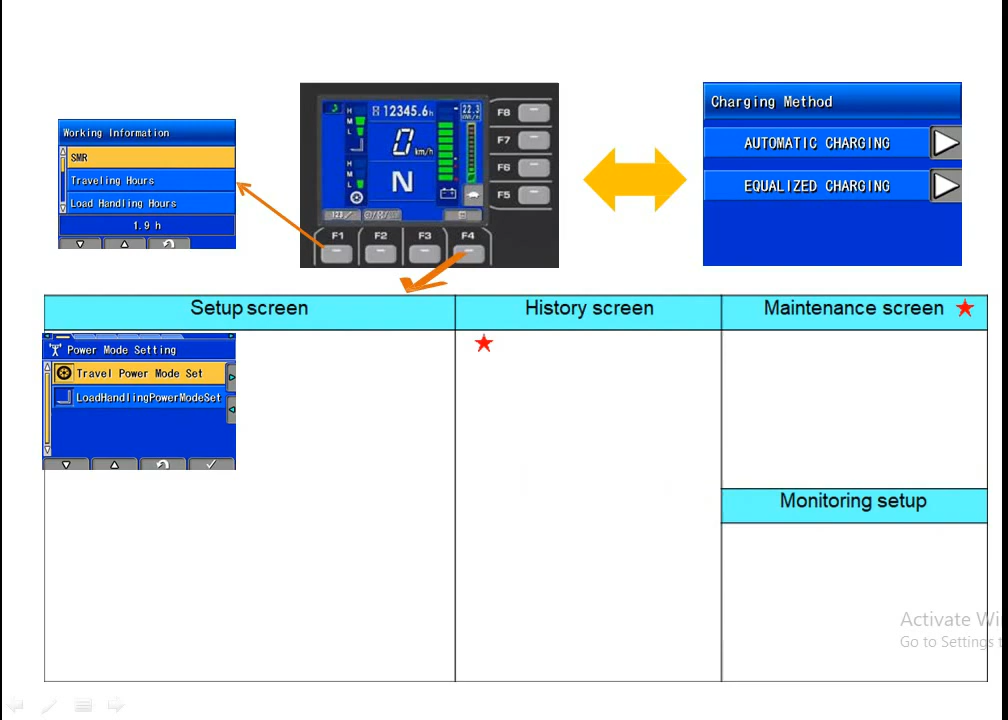 Working Information
SMR
Traveling Hours
Load Handling Hours
1.9 h
H
M
L
12345.6h
22.3
0 km/h
H
M
L
N
F8
F7
F6
F5
F1
F2
F3
F4
Charging Method
AUTOMATIC CHARGING
EQUALIZED CHARGING
Setup screen
History screen
Maintenance screen
Power Mode Setting
Travel Power Mode Set
LoadHandlingPowerModeSet
Monitoring setup
Activate Wi
Go to Settings t